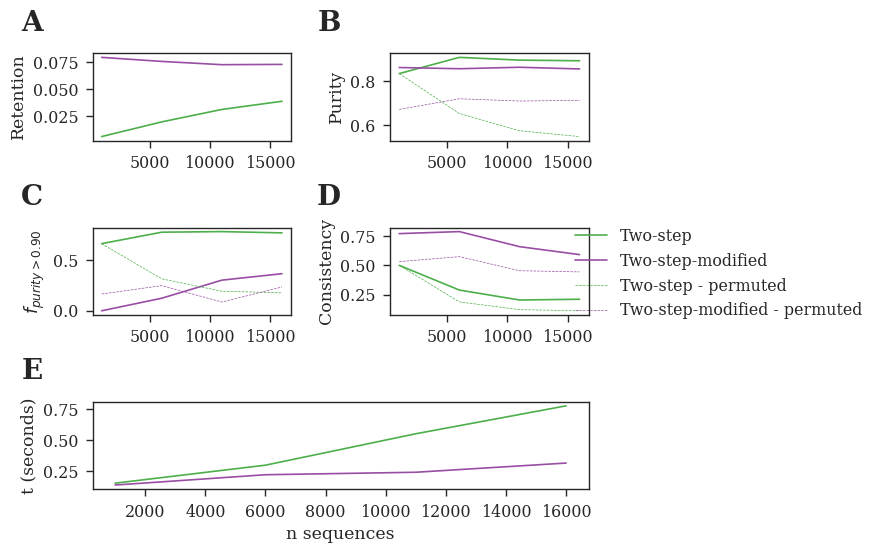 A B
Retention
0.075
0.050
0.025
5000 10000 15000
Purity
0.8
0.6
5000 10000 15000
C D
f_{purity > 0.90}
0.5
0.0
5000 10000 15000
Consistency
0.75
0.50
0.25
5000 10000 15000
Two-step
Two-step-modified
Two-step - permuted
Two-step-modified - permuted
E
t (seconds)
0.75
0.50
0.25
2000 4000 6000 8000 10000 12000 14000 16000
n sequences